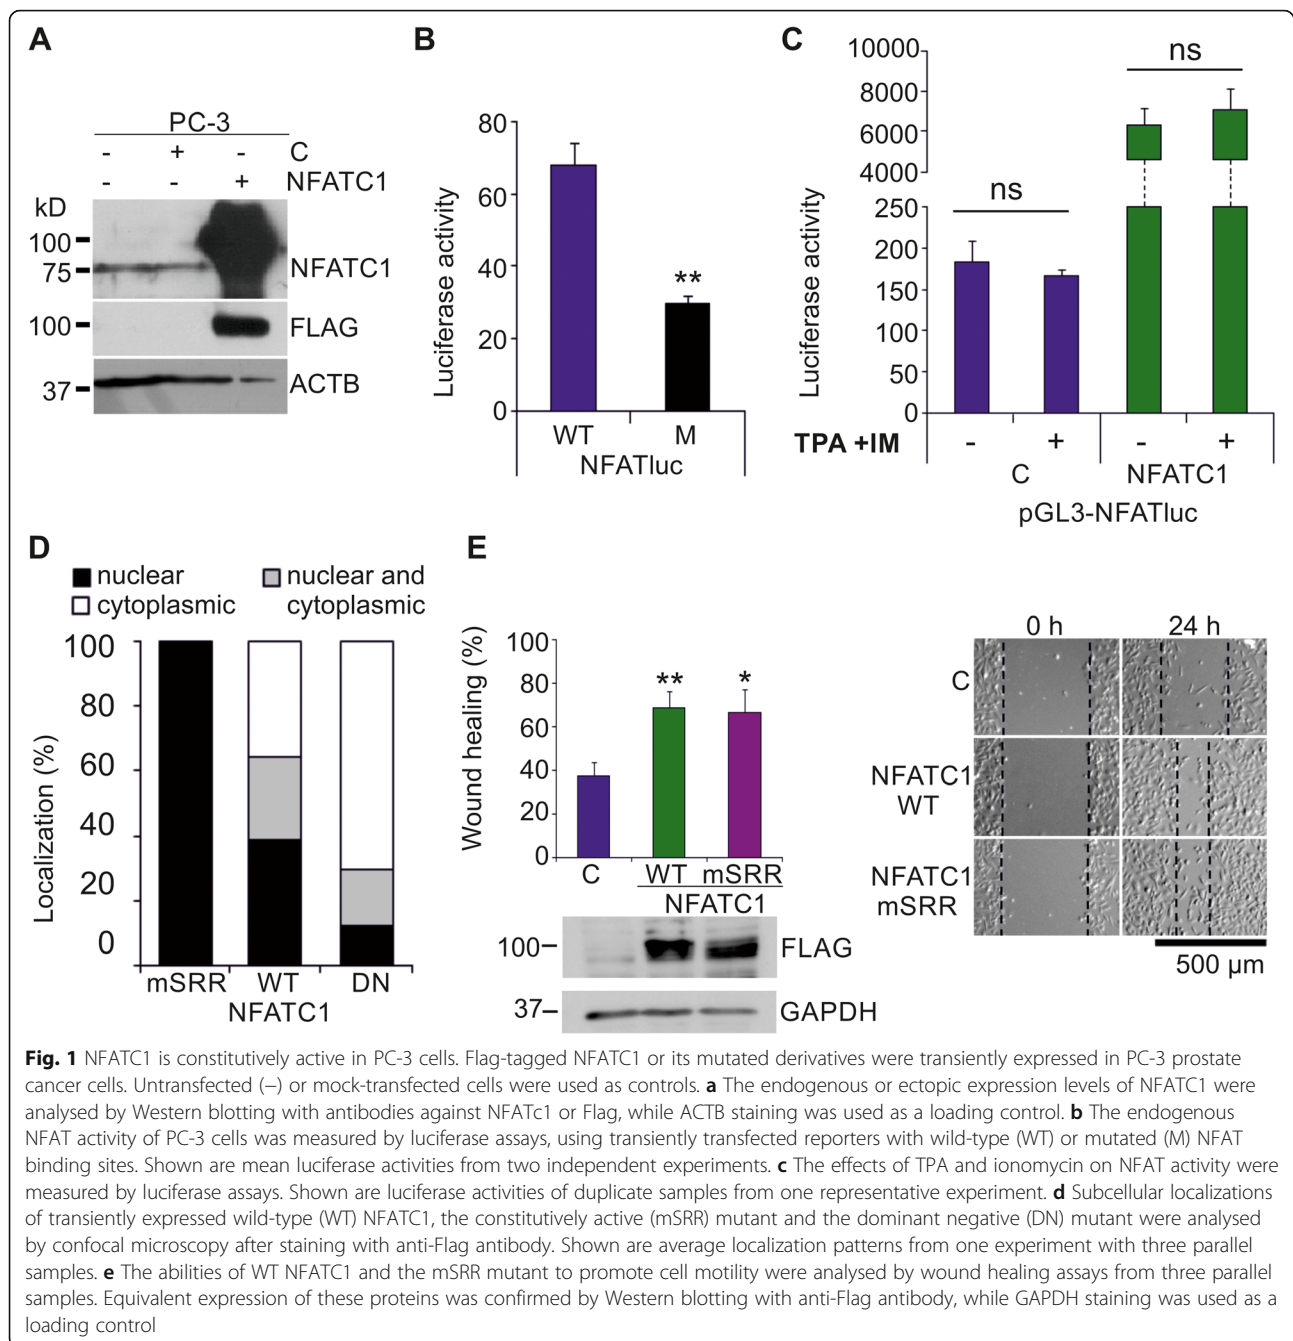 A
PC-3
- + - C
- - + NFATC1
kD
100
75
NFATC1
100
FLAG
37
ACTB
B
Luciferase activity
80
60
40
20
0
**
WT M
NFATluc
C
Luciferase activity
10000
8000
6000
4000
250
200
150
100
50
0
ns
ns
TPA +IM - + - +
C NFATC1
pGL3-NFATluc
D
nuclear
cytoplasmic
nuclear and
cytoplasmic
Localization (%)
100
80
60
40
20
0
mSRR WT DN
NFATC1
E
Wound healing (%)
100
80
60
40
20
0
** *
C WT mSRR
NFATC1
100
FLAG
37
GAPDH
0 h 24 h
C
NFATC1
WT
NFATC1
mSRR
500 µm
Fig. 1 NFATC1 is constitutively active in PC-3 cells. Flag-tagged NFATC1 or its mutated derivatives were transiently expressed in PC-3 prostate
cancer cells. Untransfected (−) or mock-transfected cells were used as controls. a The endogenous or ectopic expression levels of NFATC1 were
analysed by Western blotting with antibodies against NFATc1 or Flag, while ACTB staining was used as a loading control. b The endogenous
NFAT activity of PC-3 cells was measured by luciferase assays, using transiently transfected reporters with wild-type (WT) or mutated (M) NFAT
binding sites. Shown are mean luciferase activities from two independent experiments. c The effects of TPA and ionomycin on NFAT activity were
measured by luciferase assays. Shown are luciferase activities of duplicate samples from one representative experiment. d Subcellular localizations
of transiently expressed wild-type (WT) NFATC1, the constitutively active (mSRR) mutant and the dominant negative (DN) mutant were analysed
by confocal microscopy after staining with anti-Flag antibody. Shown are average localization patterns from one experiment with three parallel
samples. e The abilities of WT NFATC1 and the mSRR mutant to promote cell motility were analysed by wound healing assays from three parallel
samples. Equivalent expression of these proteins was confirmed by Western blotting with anti-Flag antibody, while GAPDH staining was used as a
loading control